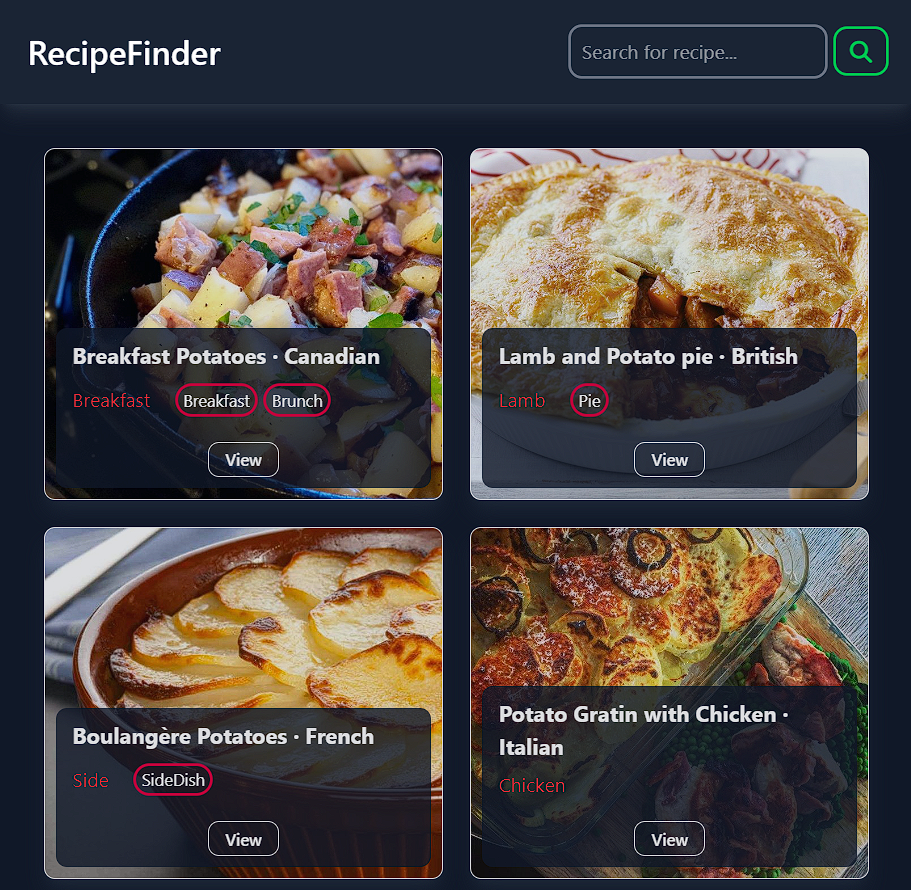 RecipeFinder
Search for recipe...
Breakfast Potatoes · Canadian
Breakfast Breakfast Brunch
View
Lamb and Potato pie · British
Lamb Pie
View
Boulangère Potatoes · French
Side SideDish
View
Potato Gratin with Chicken ·
Italian
Chicken
View